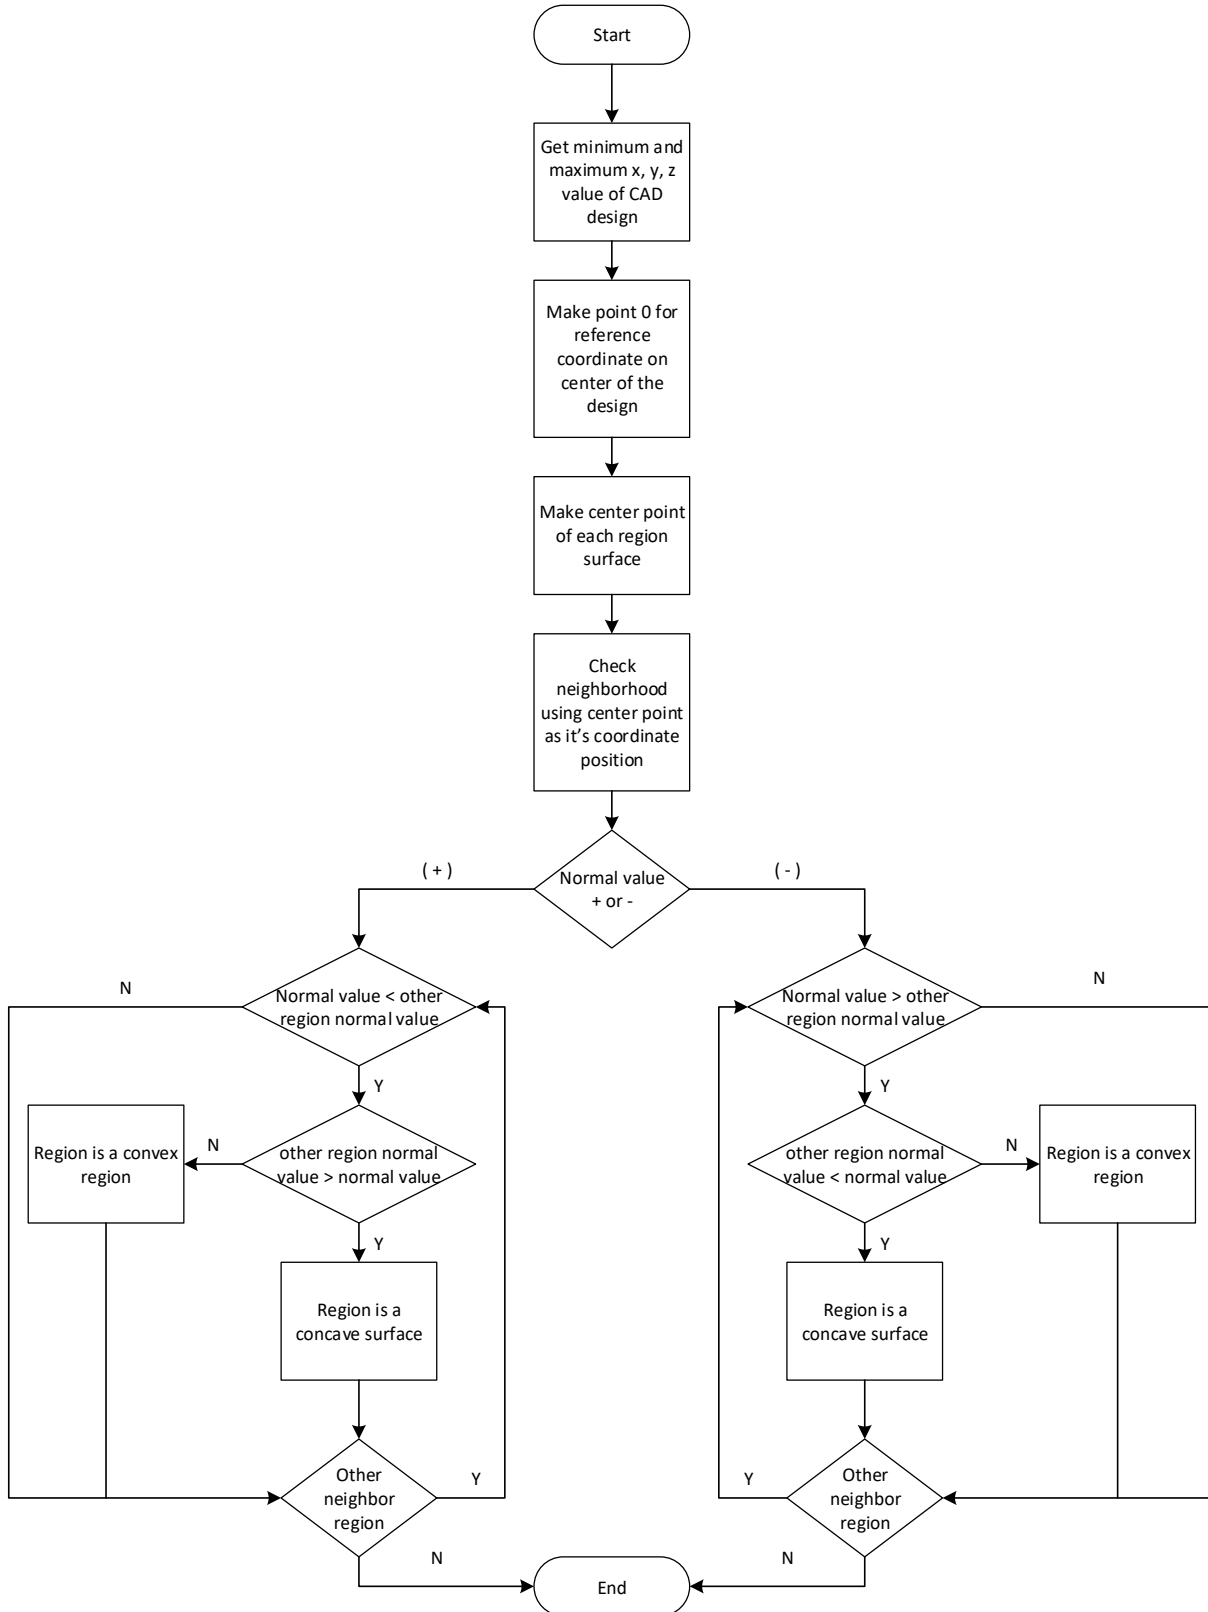 Start
Get minimum and
maximum x, y, z
value of CAD
design
Make point 0 for
reference
coordinate on
center of the
design
Make center point
of each region
surface
Check
neighborhood
using center point
as it's coordinate
position
( + )
Normal value
+ or -
( - )
N
Normal value < other
region normal value
Normal value > other
region normal value
N
Y
Y
Region is a convex
region
N
other region normal
value > normal value
other region normal
value < normal value
N
Region is a convex
region
Y
Y
Region is a
concave surface
Region is a
concave surface
Other
neighbor
region
Y
Y
Other
neighbor
region
N
End
N